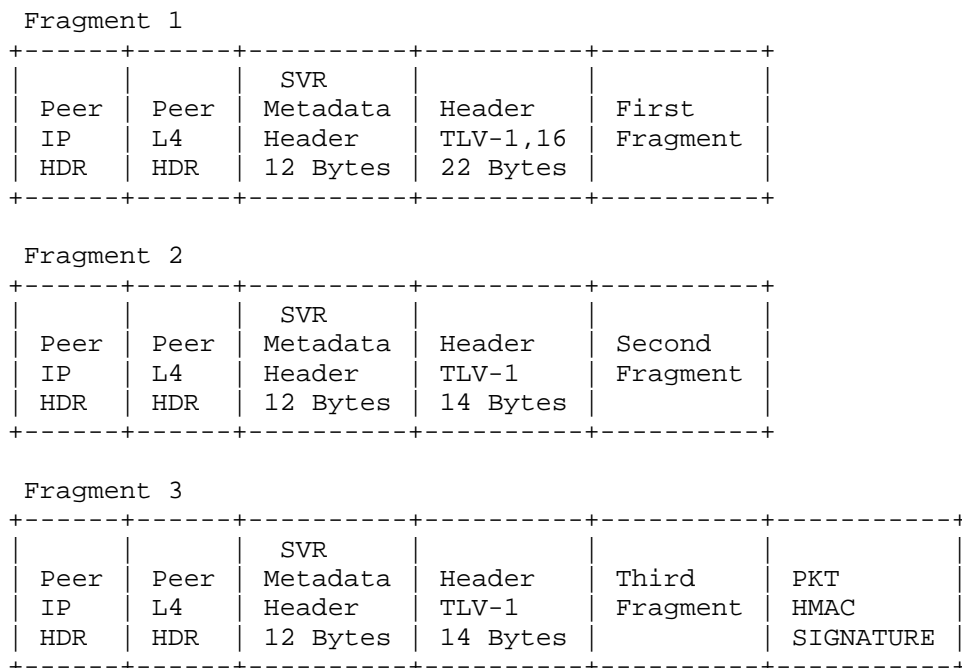 Fragment 1
+------+------+----------+----------+----------+
|      |      |  SVR     |          |          |
| Peer | Peer | Metadata | Header   | First    |
| IP   | L4   | Header   | TLV-1,16 | Fragment |
| HDR  | HDR  | 12 Bytes | 22 Bytes |          |
+------+------+----------+----------+----------+
Fragment 2
+------+------+----------+----------+----------+
|      |      |  SVR     |          |          |
| Peer | Peer | Metadata | Header   | Second   |
| IP   | L4   | Header   | TLV-1    | Fragment |
| HDR  | HDR  | 12 Bytes | 14 Bytes |          |
+------+------+----------+----------+----------+
Fragment 3
+------+------+----------+----------+----------+-----------+
|      |      |  SVR     |          |          |           |
| Peer | Peer | Metadata | Header   | Third    | PKT       |
| IP   | L4   | Header   | TLV-1    | Fragment | HMAC      |
| HDR  | HDR  | 12 Bytes | 14 Bytes |          | SIGNATURE |
+------+------+----------+----------+----------+-----------+